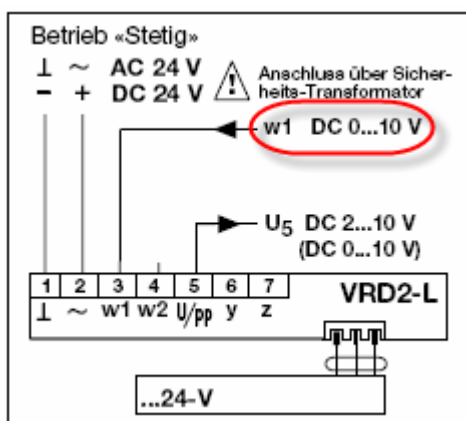 Betrieb «Stetig»
⊥ ~ AC 24 V
− + DC 24 V
Anschluss über Sicher-
heits-Transformator
w1 DC 0...10 V
U5 DC 2...10 V
(DC 0...10V)
1 2 3 4 5 6 7
VRD2-L
⊥ ~ w1 w2 U/pp y z
...24-V